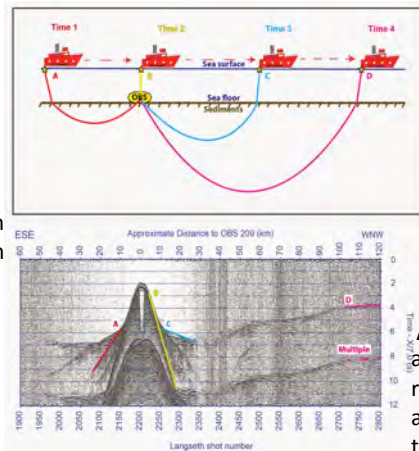 Time 1 Time 2 Time 3 Time 4
Sea surface
A B C D
OBS
Sea floor
Sediments
ESE Approximate Distance to OBS 209 (km) WNW
60 50 40 30 20 10 0 10 20 30 40 50 60 70 80 90 100 110 120
0
2
4
6
8
10
12
Time - X/7.0 (s)
A
B
C
D
Multiple
1900 1950 2000 2050 2100 2150 2200 2250 2300 2350 2400 2450 2500 2550 2600 2650 2700 2750 2800
Langseth shot number